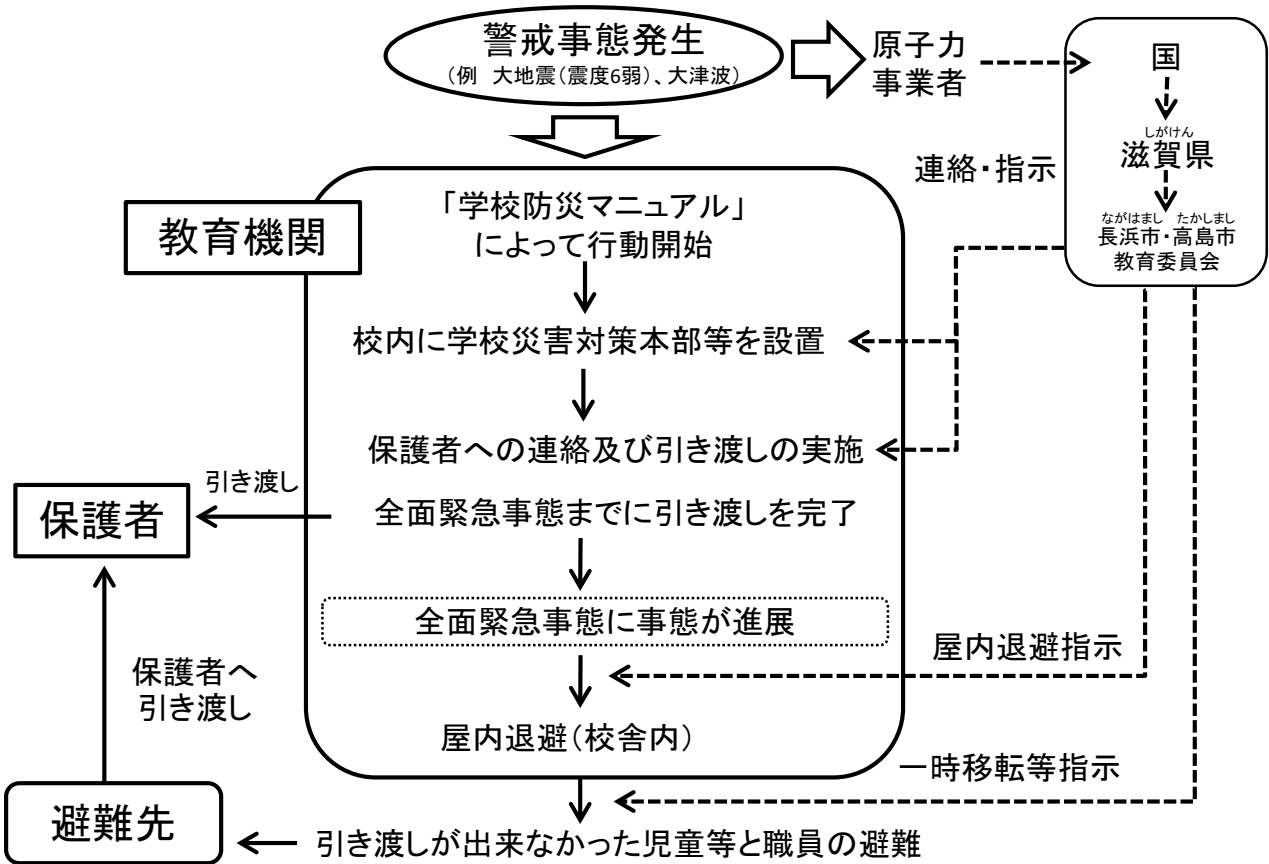 警戒事態発生
(例　大地震(震度6弱)、大津波)
原子力
事業者
国
しがけん
滋賀県
ながはまし　たかしまし
長浜市・高島市
教育委員会
連絡・指示
教育機関
「学校防災マニュアル」
によって行動開始
校内に学校災害対策本部等を設置
保護者への連絡及び引き渡しの実施
引き渡し
保護者
全面緊急事態までに引き渡しを完了
全面緊急事態に事態が進展
屋内退避指示
保護者へ
引き渡し
屋内退避(校舎内)
一時移転等指示
避難先
引き渡しが出来なかった児童等と職員の避難